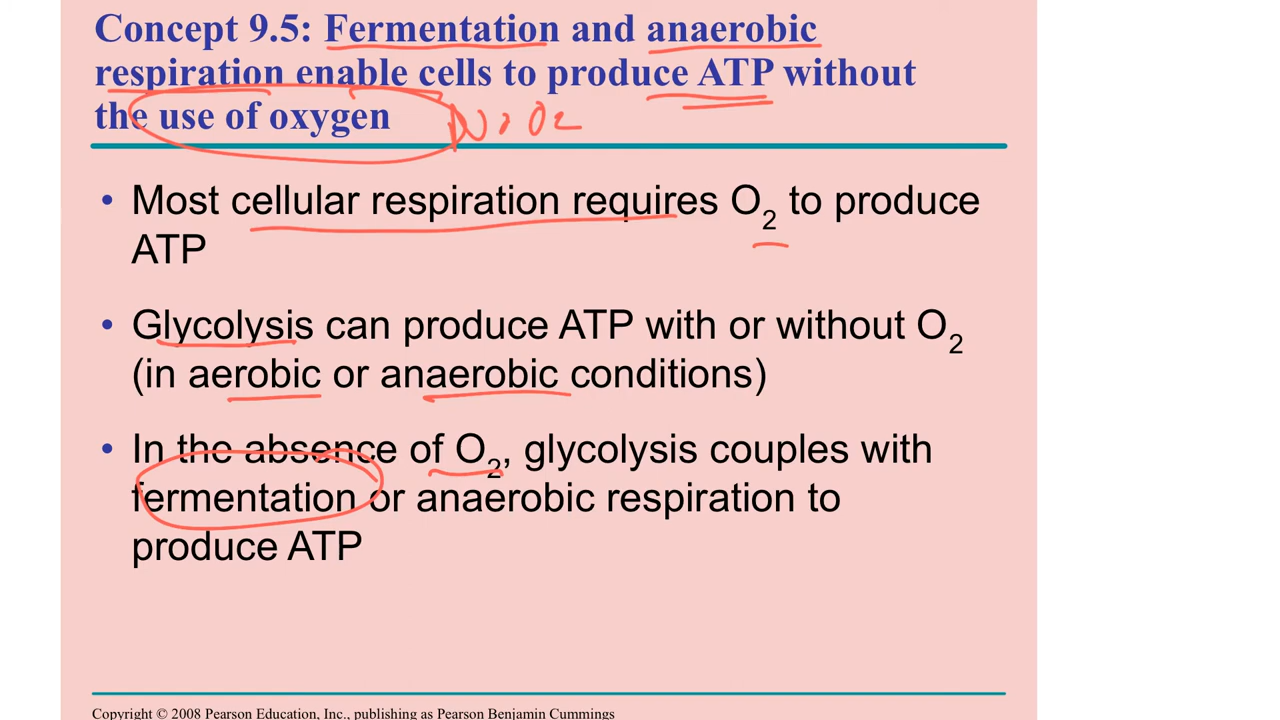 Concept 9.5: Fermentation and anaerobic
respiration enable cells to produce ATP without
the use of oxygen No O2
• Most cellular respiration requires O2 to produce
ATP
• Glycolysis can produce ATP with or without O2
(in aerobic or anaerobic conditions)
• In the absence of O2, glycolysis couples with
fermentation or anaerobic respiration to
produce ATP
Copyright © 2008 Pearson Education, Inc., publishing as Pearson Benjamin Cummings